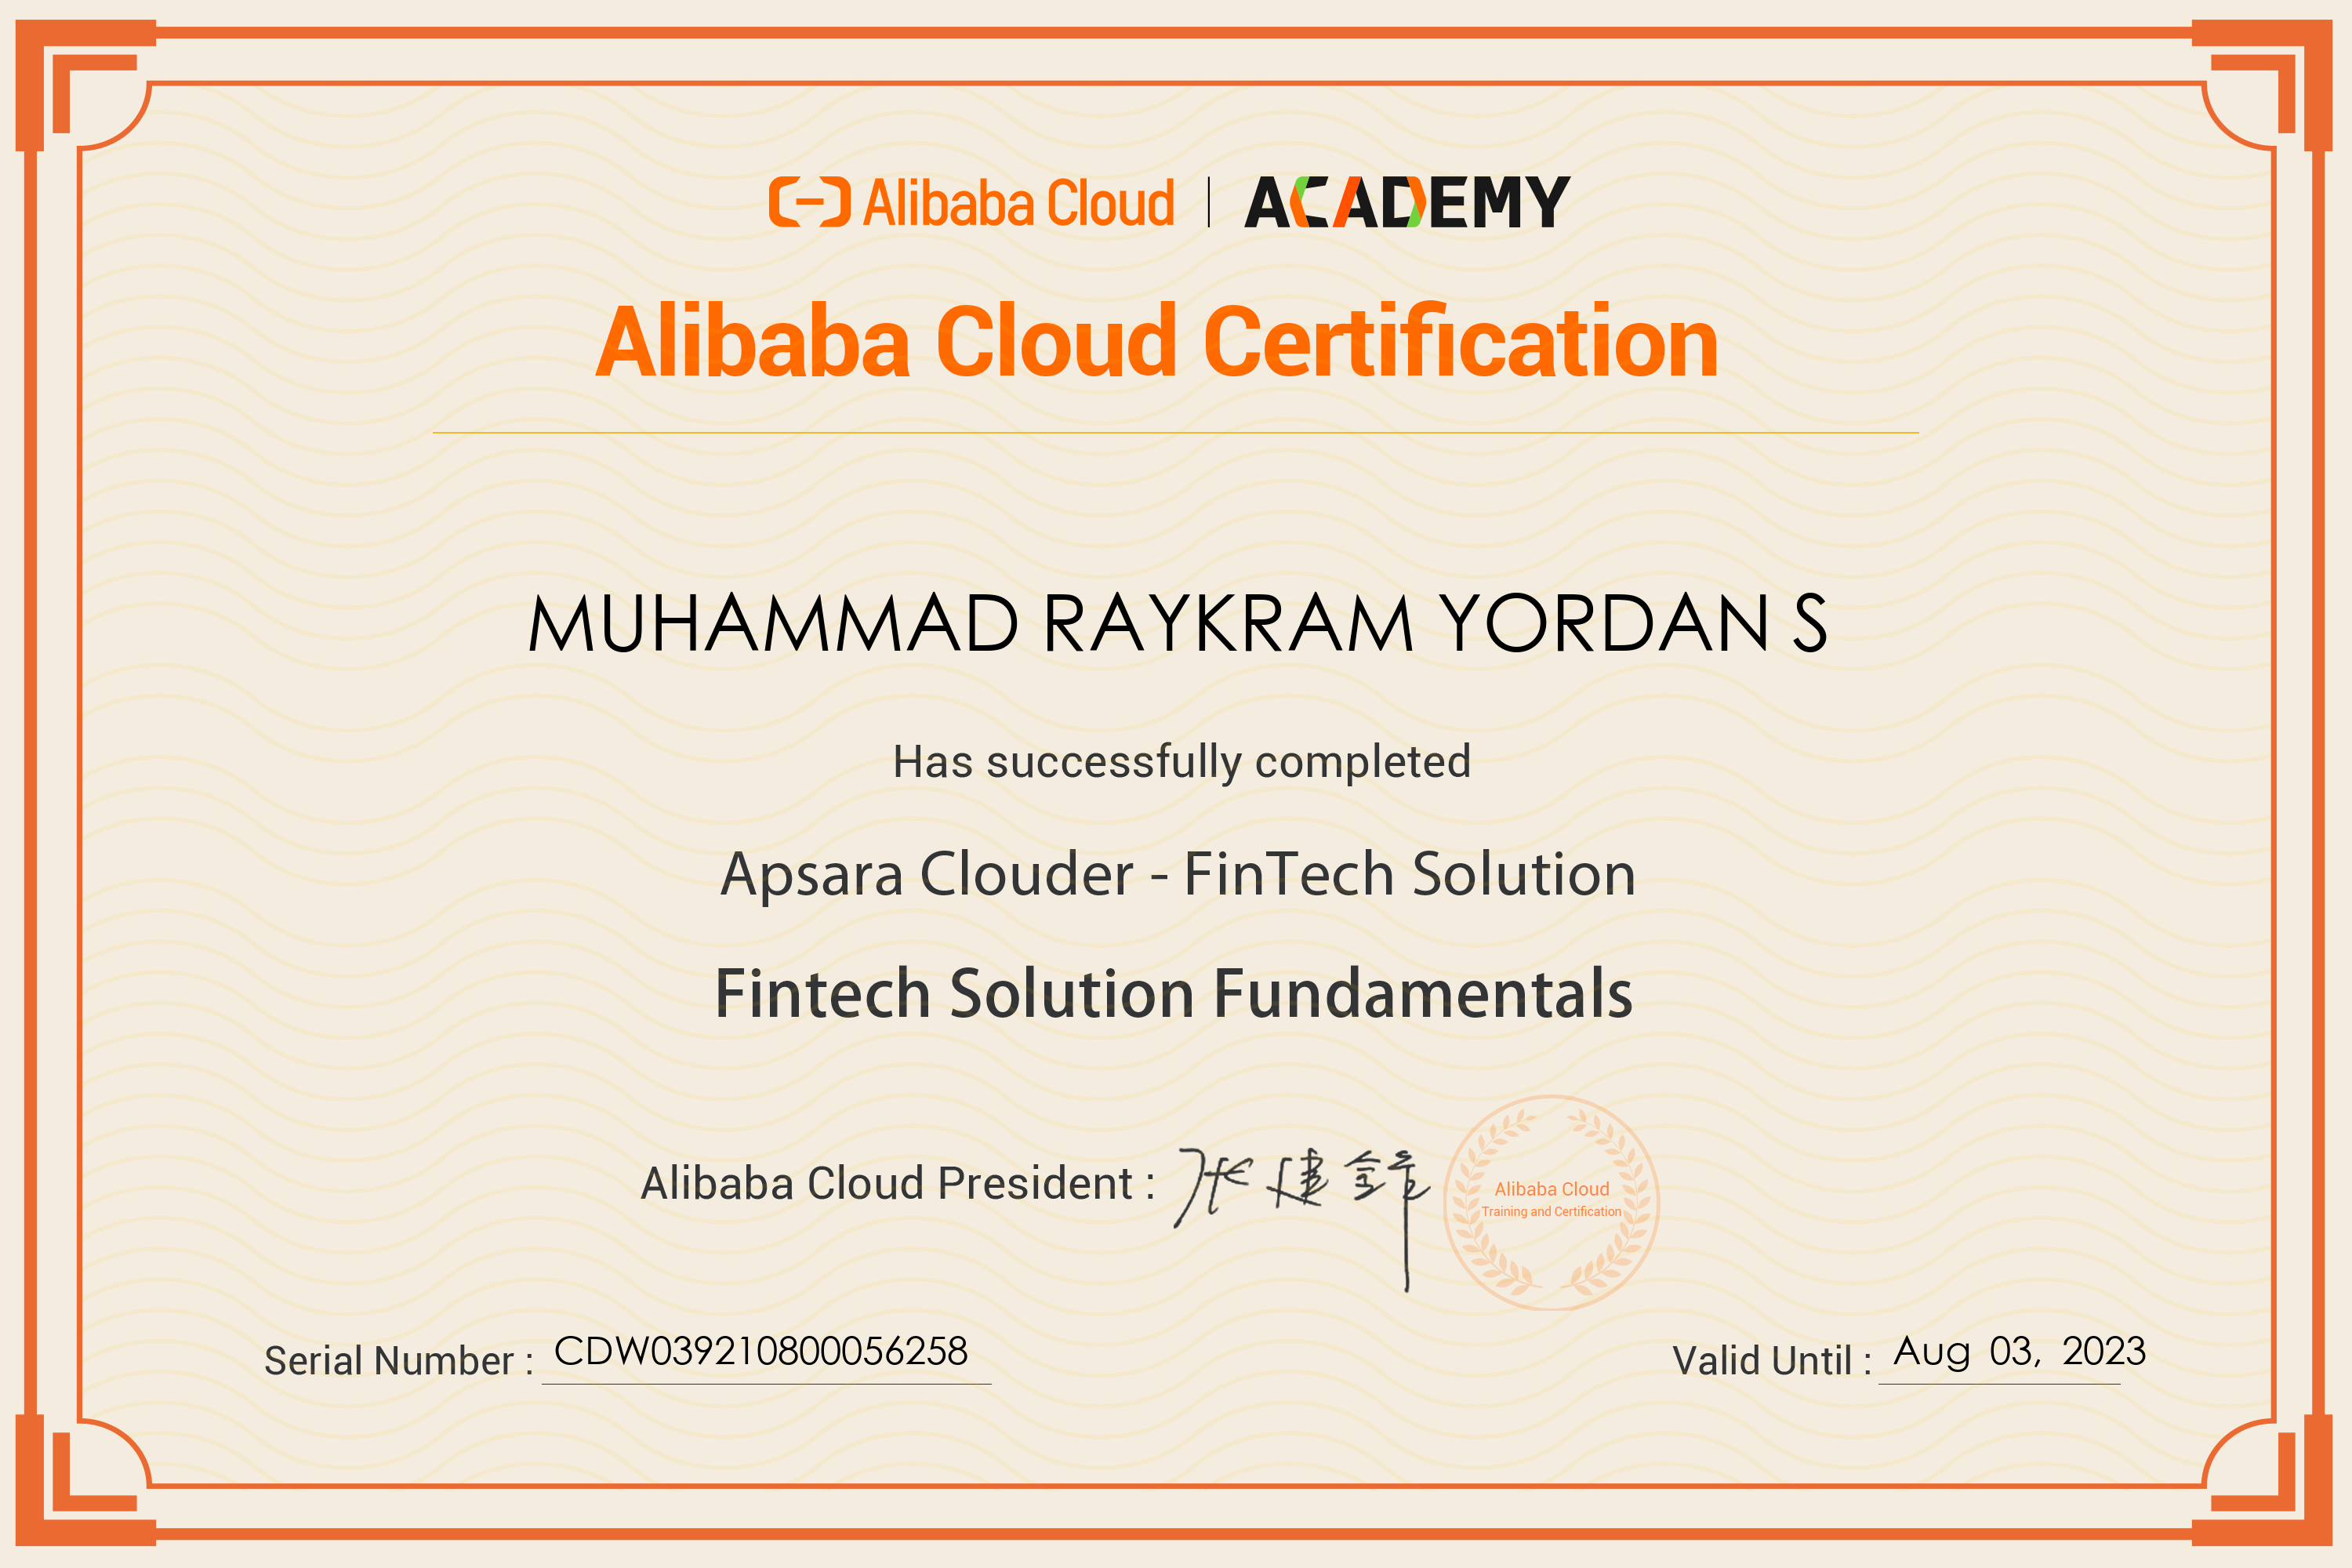 Alibaba Cloud | ACADEMY
Alibaba Cloud Certification
MUHAMMAD RAYKRAM YORDAN S
Has successfully completed
Apsara Clouder - FinTech Solution
Fintech Solution Fundamentals
Alibaba Cloud President : 张建锋
Alibaba Cloud
Training and Certification
Serial Number : CDW039210800056258
Valid Until : Aug 03, 2023